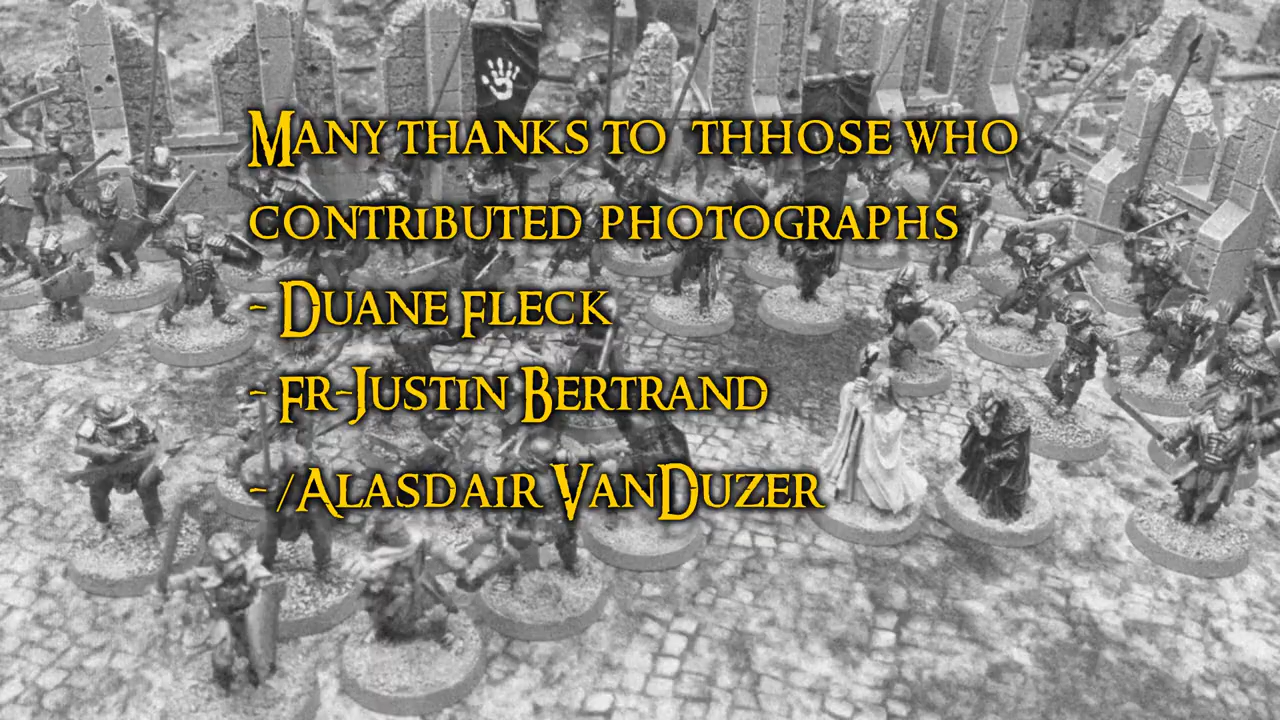 Many thanks to thhose who
contributed photographs
- Duane Fleck
- fr-Justin Bertrand
- /Alasdair VanDuzer